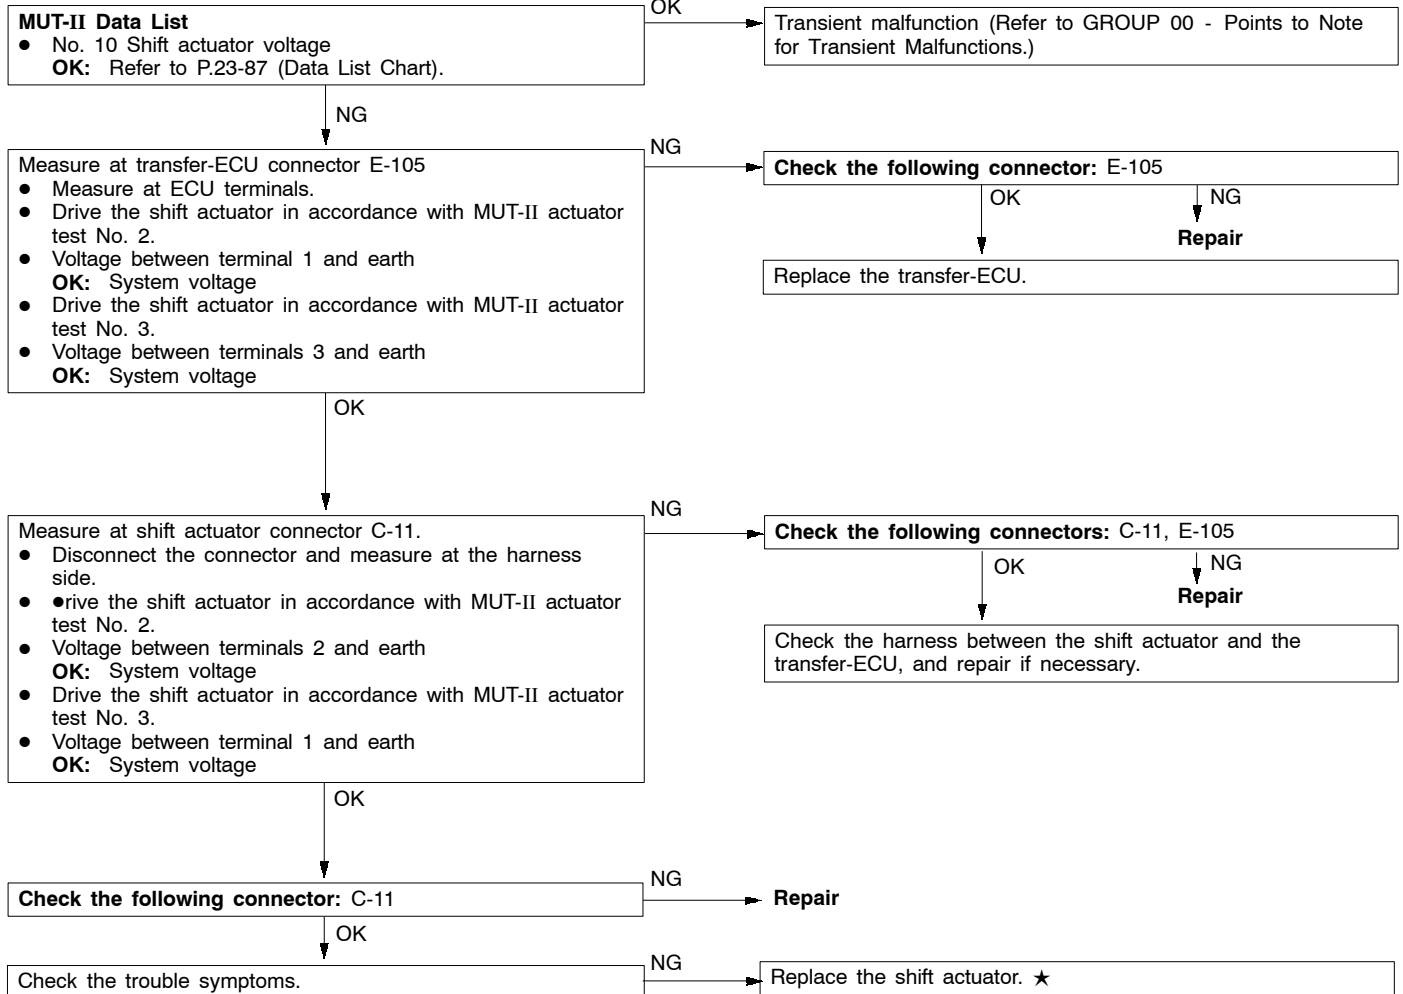 MUT-II Data List
● No. 10 Shift actuator voltage
OK: Refer to P.23-87 (Data List Chart).
OK
Transient malfunction (Refer to GROUP 00 - Points to Note
for Transient Malfunctions.)
NG
Measure at transfer-ECU connector E-105
● Measure at ECU terminals.
● Drive the shift actuator in accordance with MUT-II actuator
test No. 2.
● Voltage between terminal 1 and earth
OK: System voltage
● Drive the shift actuator in accordance with MUT-II actuator
test No. 3.
● Voltage between terminals 3 and earth
OK: System voltage
NG
Check the following connector: E-105
OK
NG
Repair
Replace the transfer-ECU.
OK
Measure at shift actuator connector C-11.
● Disconnect the connector and measure at the harness
side.
● ●rive the shift actuator in accordance with MUT-II actuator
test No. 2.
● Voltage between terminals 2 and earth
OK: System voltage
● Drive the shift actuator in accordance with MUT-II actuator
test No. 3.
● Voltage between terminal 1 and earth
OK: System voltage
NG
Check the following connectors: C-11, E-105
OK
NG
Repair
Check the harness between the shift actuator and the
transfer-ECU, and repair if necessary.
OK
Check the following connector: C-11
NG
Repair
OK
Check the trouble symptoms.
NG
Replace the shift actuator. ★